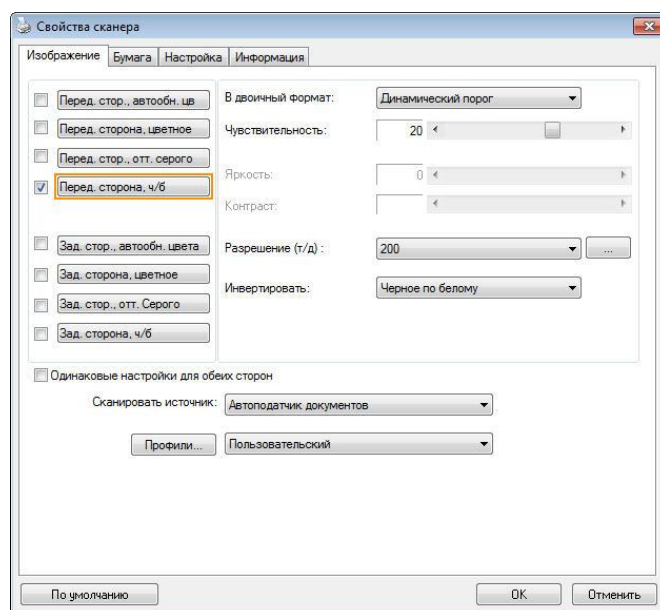 Свойства сканера
Изображение Бумага Настройка Информация
Перед. стор., автообн. цв
Перед. сторона, цветное
Перед. стор., отт. серого
Перед. сторона, ч/б
Зад. стор., автообн. цвета
Зад. сторона, цветное
Зад. стор., отт. Серого
Зад. сторона, ч/б
В двоичный формат: Динамический порог
Чувствительность: 20
Яркость: 0
Контраст:
Разрешение (т/д) : 200 ...
Инвертировать: Черное по белому
Одинаковые настройки для обеих сторон
Сканировать источник: Автоподатчик документов
Профили... Пользовательский
По умолчанию OK Отменить